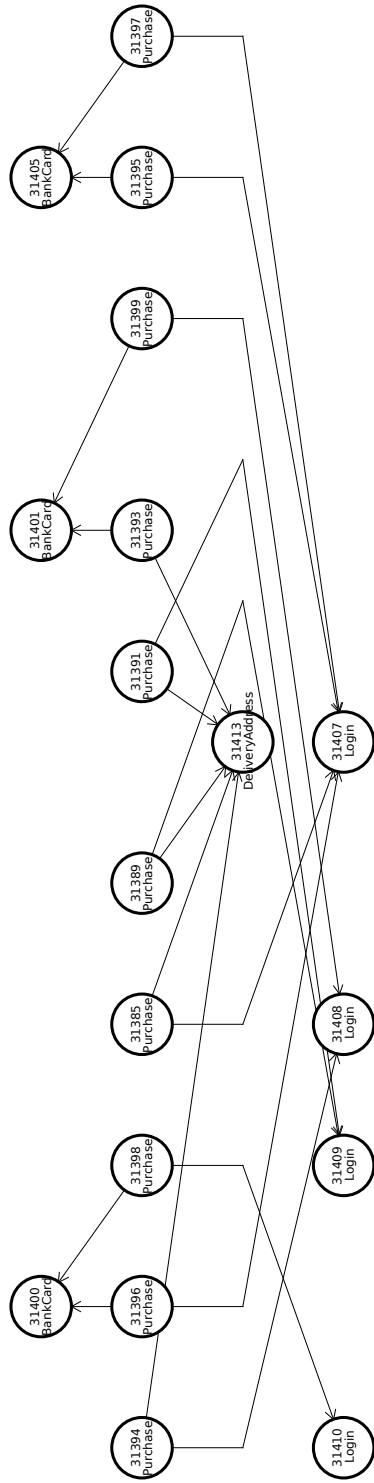 31397
Purchase
31405
BankCard
31395
Purchase
31399
Purchase
31401
BankCard
31393
Purchase
31391
Purchase
31413
DeliveryAddress
31407
Login
31389
Purchase
31385
Purchase
31408
Login
31398
Purchase
31409
Login
31400
BankCard
31396
Purchase
31394
Purchase
31410
Login